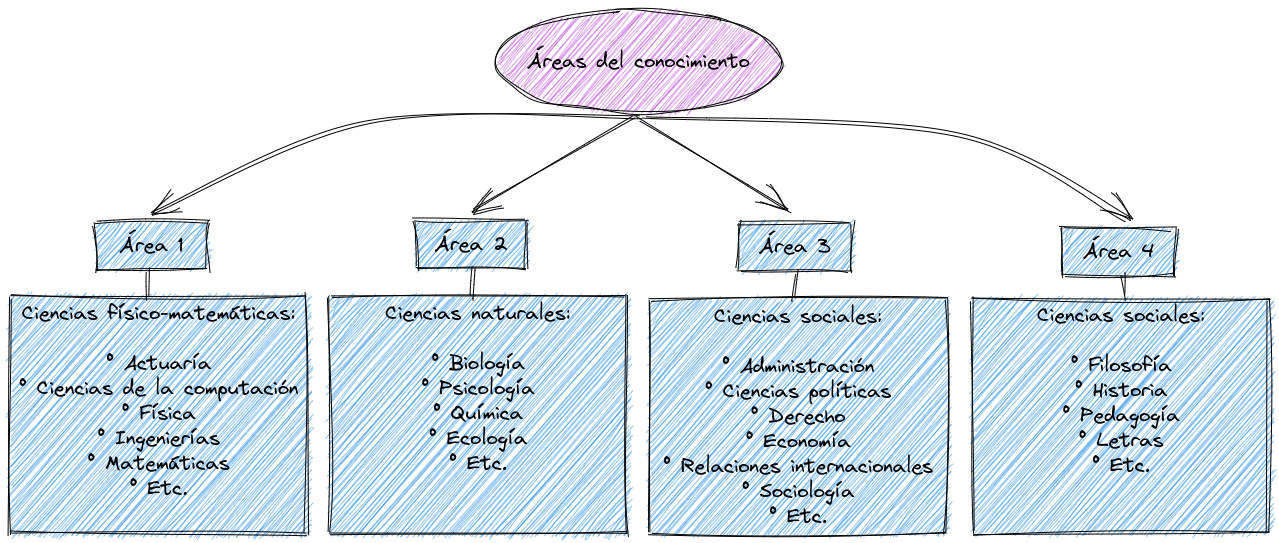 Áreas del conocimiento
Área 1
Ciencias físico-matemáticas:
° Actuaría
° Ciencias de la computación
° Física
° Ingenierías
° Matemáticas
° Etc.
Área 2
Ciencias naturales:
° Biología
° Psicología
° Química
° Ecología
° Etc.
Área 3
Ciencias sociales:
° Administración
° Ciencias políticas
° Derecho
° Economía
° Relaciones internacionales
° Sociología
° Etc.
Área 4
Ciencias sociales:
° Filosofía
° Historia
° Pedagogía
° Letras
° Etc.